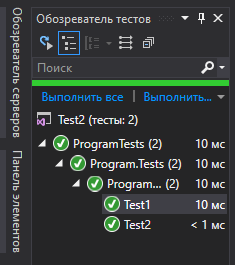 Обозреватель серверов
Панель элементов
Обозреватель тестов
Поиск
Выполнить все | Выполнить...
Test2 (тесты: 2)
ProgramTests (2) 10 мс
Program.Tests (2) 10 мс
Program... (2) 10 мс
Test1 10 мс
Test2 < 1 мс